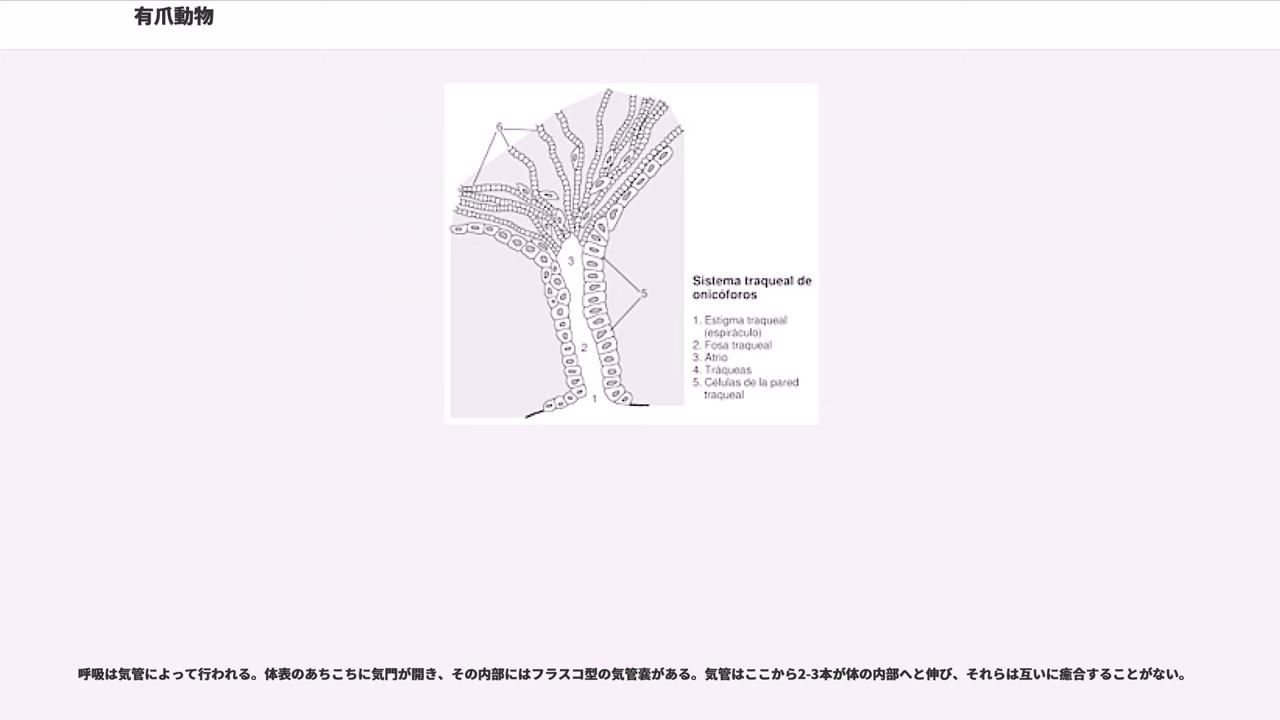 有爪動物
6
3
5
2
1
Sistema traqueal de
onicóforos
1. Estigma traqueal
(espiráculo)
2. Fosa traqueal
3. Atrio
4. Tráqueas
5. Células de la pared
traqueal
呼吸は気管によって行われる。体表のあちこちに気門が開き、その内部にはフラスコ型の気管嚢がある。気管はここから2-3本が体の内部へと伸び、それらは互いに癒合することがない。